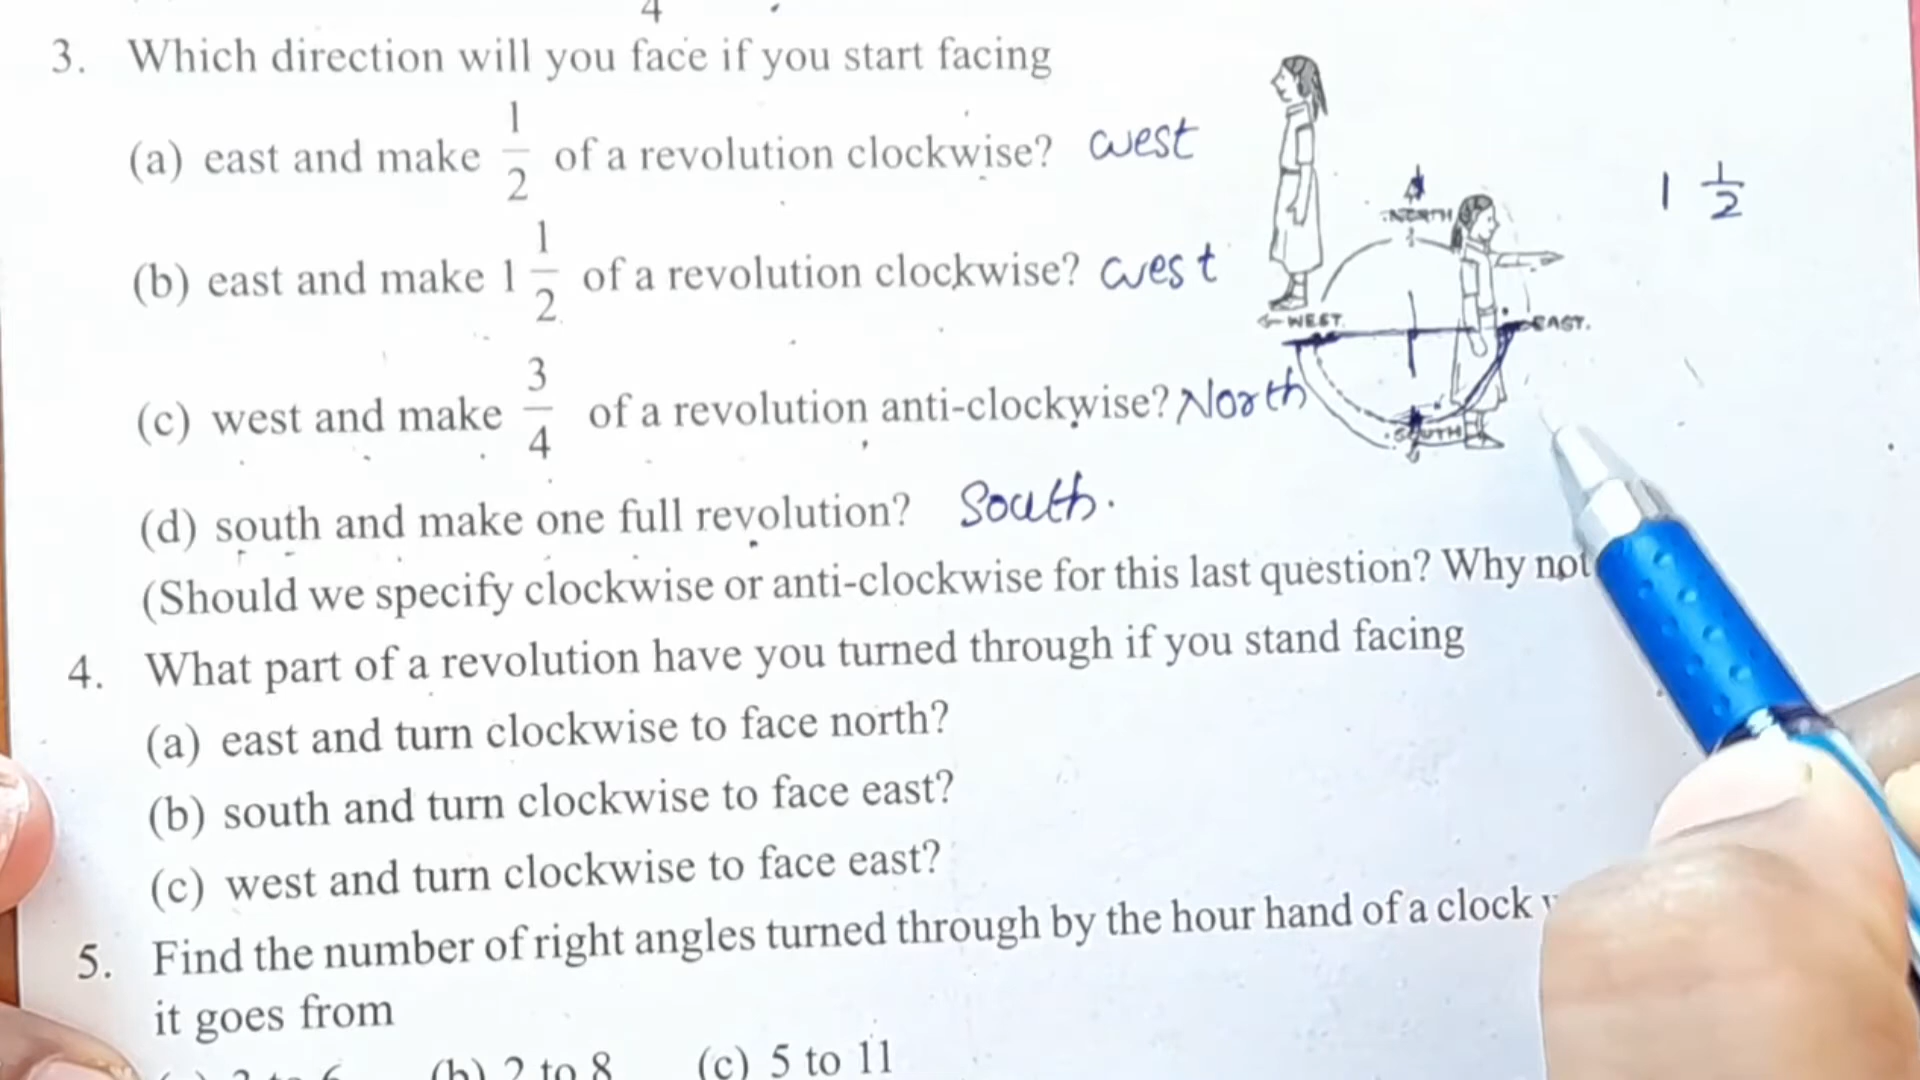 4
3. Which direction will you face if you start facing
(a) east and make 1/2 of a revolution clockwise? west
(b) east and make 1 1/2 of a revolution clockwise? west
(c) west and make 3/4 of a revolution anti-clockwise? North
(d) south and make one full revolution? South.
(Should we specify clockwise or anti-clockwise for this last question? Why not
4. What part of a revolution have you turned through if you stand facing
(a) east and turn clockwise to face north?
(b) south and turn clockwise to face east?
(c) west and turn clockwise to face east?
5. Find the number of right angles turned through by the hour hand of a clock
it goes from
(b) 2 to 8 (c) 5 to 11
NORTH
WEST.
EAST.
SOUTH
1 1/2